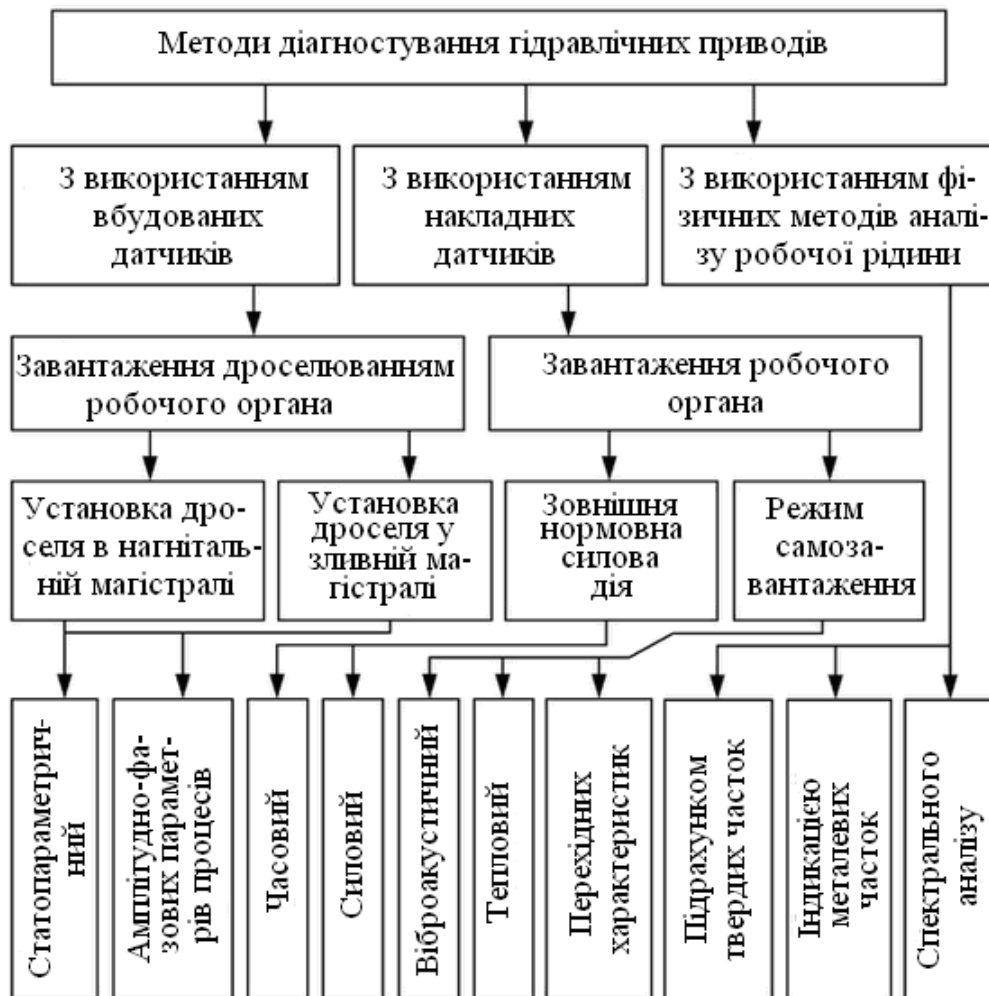 Методи діагностування гідравлічних приводів
З використанням
вбудованих
датчиків
З використанням
накладних
датчиків
З використанням фі-
зичних методів аналі-
зу робочої рідини
Завантаження дроселюванням
робочого органа
Завантаження робочого
органа
Установка дро-
селя в нагніталь-
ній магістралі
Установка
дроселя у
зливній ма-
гістралі
Зовнішня
нормовна
силова
дія
Режим
самоза-
вантаження
Статопараметрич-
ний
Амплітудно-фа-
зових парамет-
рів процесів
Часовий
Силовий
Віброакустичний
Тепловий
Перехідних
характеристик
Підрахунком
твердих часток
Індикацією
металевих
часток
Спектрального
аналізу